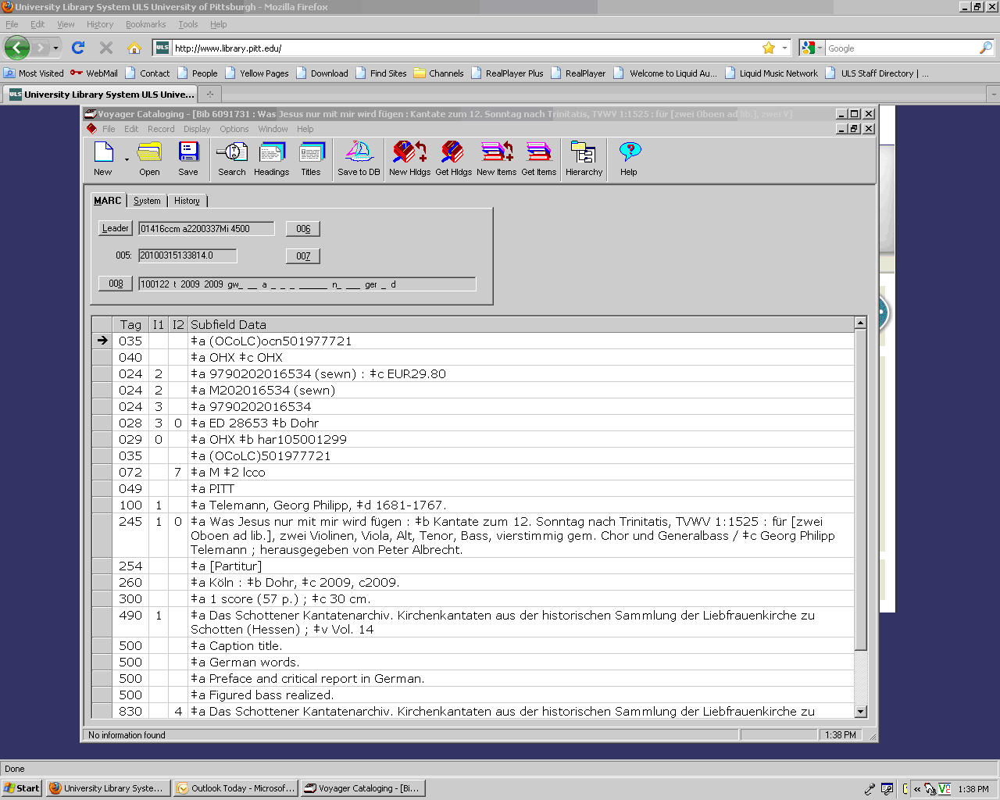 University Library System ULS University of Pittsburgh - Mozilla Firefox
File Edit View History Bookmarks Tools Help
ULS http://www.library.pitt.edu/ Google
Most Visited WebMail Contact People Yellow Pages Download Find Sites Channels RealPlayer Plus RealPlayer Welcome to Liquid Au... Liquid Music Network ULS Staff Directory | ...
ULS University Library System ULS Unive...
Voyager Cataloging - [Bib 6091731 : Was Jesus nur mit mir wird fügen : Kantate zum 12. Sonntag nach Trinitatis, TVWV 1:1525 : für [zwei Oboen ad lib.], zwei V]
File Edit Record Display Options Window Help
New Open Save Search Headings Titles Save to DB New Hldgs Get Hldgs New Items Get Items Hierarchy Help
MARC System History
Leader 01416ccm a2200337Mi 4500 006
005: 20100315133814.0 007
008 100122 t 2009 2009 gw_ __ a _ _ _ _ ______ n_ ___ ger _ d
Tag I1 I2 Subfield Data
035 ‡a (OCoLC)ocn501977721
040 ‡a OHX ‡c OHX
024 2 ‡a 9790202016534 (sewn) : ‡c EUR29.80
024 2 ‡a M202016534 (sewn)
024 3 ‡a 9790202016534
028 3 0 ‡a ED 28653 ‡b Dohr
029 0 ‡a OHX ‡b har105001299
035 ‡a (OCoLC)501977721
072 7 ‡a M ‡2 lcco
049 ‡a PITT
100 1 ‡a Telemann, Georg Philipp, ‡d 1681-1767.
245 1 0 ‡a Was Jesus nur mit mir wird fügen : ‡b Kantate zum 12. Sonntag nach Trinitatis, TVWV 1:1525 : für [zwei
Oboen ad lib.], zwei Violinen, Viola, Alt, Tenor, Bass, vierstimmig gem. Chor und Generalbass / ‡c Georg Philipp
Telemann ; herausgegeben von Peter Albrecht.
254 ‡a [Partitur]
260 ‡a Köln : ‡b Dohr, ‡c 2009, c2009.
300 ‡a 1 score (57 p.) ; ‡c 30 cm.
490 1 ‡a Das Schottener Kantatenarchiv. Kirchenkantaten aus der historischen Sammlung der Liebfrauenkirche zu
Schotten (Hessen) ; ‡v Vol. 14
500 ‡a Caption title.
500 ‡a German words.
500 ‡a Preface and critical report in German.
500 ‡a Figured bass realized.
830 4 ‡a Das Schottener Kantatenarchiv. Kirchenkantaten aus der historischen Sammlung der Liebfrauenkirche zu
No information found 1:38 PM
Done
Start University Library Syste... Outlook Today - Microsof... Voyager Cataloging - [Bi... « 1:38 PM